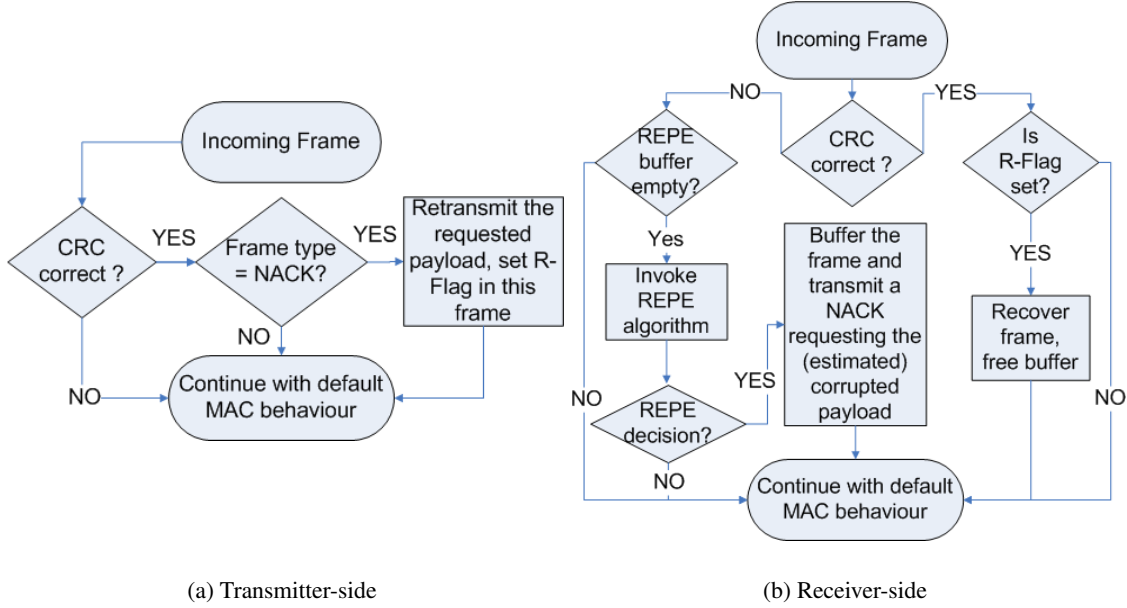 Incoming Frame
CRC
correct ?
YES
Frame type
= NACK?
YES
Retransmit the
requested
payload, set R-
Flag in this
frame
NO
NO
Continue with default
MAC behaviour
(a) Transmitter-side
Incoming Frame
NO
YES
REPE
buffer
empty?
CRC
correct ?
Is
R-Flag
set?
Yes
Invoke
REPE
algorithm
Buffer the
frame and
transmit a
NACK
requesting the
(estimated)
corrupted
payload
YES
Recover
frame,
free buffer
YES
NO
REPE
decision?
NO
NO
Continue with default
MAC behaviour
(b) Receiver-side